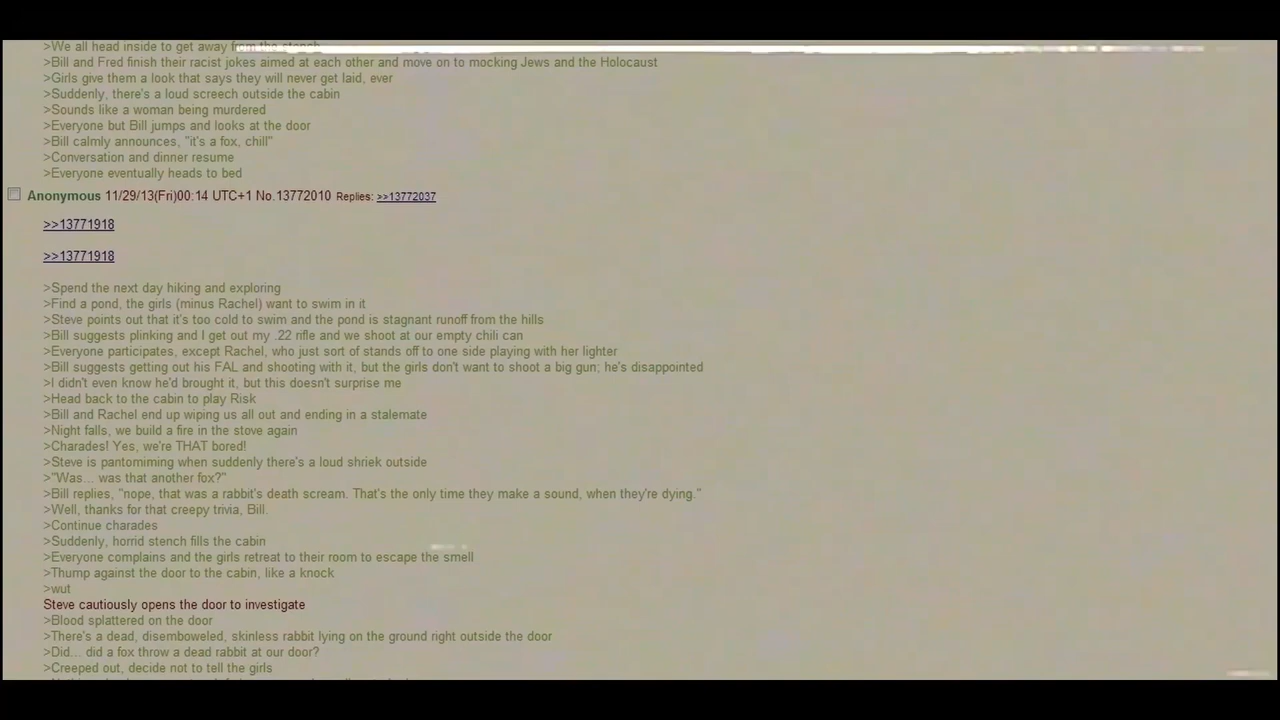 >We all head inside to get away from the stench
>Bill and Fred finish their racist jokes aimed at each other and move on to mocking Jews and the Holocaust
>Girls give them a look that says they will never get laid, ever
>Suddenly, there's a loud screech outside the cabin
>Sounds like a woman being murdered
>Everyone but Bill jumps and looks at the door
>Bill calmly announces, "it's a fox, chill"
>Conversation and dinner resume
>Everyone eventually heads to bed
Anonymous 11/29/13(Fri)00:14 UTC+1 No.13772010 Replies: >>13772037
>>13771918
>>13771918
>Spend the next day hiking and exploring
>Find a pond, the girls (minus Rachel) want to swim in it
>Steve points out that it's too cold to swim and the pond is stagnant runoff from the hills
>Bill suggests plinking and I get out my .22 rifle and we shoot at our empty chili can
>Everyone participates, except Rachel, who just sort of stands off to one side playing with her lighter
>Bill suggests getting out his FAL and shooting with it, but the girls don't want to shoot a big gun; he's disappointed
>I didn't even know he'd brought it, but this doesn't surprise me
>Head back to the cabin to play Risk
>Bill and Rachel end up wiping us all out and ending in a stalemate
>Night falls, we build a fire in the stove again
>Charades! Yes, we're THAT bored!
>Steve is pantomiming when suddenly there's a loud shriek outside
>"Was... was that another fox?"
>Bill replies, "nope, that was a rabbit's death scream. That's the only time they make a sound, when they're dying."
>Well, thanks for that creepy trivia, Bill.
>Continue charades
>Suddenly, horrid stench fills the cabin
>Everyone complains and the girls retreat to their room to escape the smell
>Thump against the door to the cabin, like a knock
>wut
Steve cautiously opens the door to investigate
>Blood splattered on the door
>There's a dead, disemboweled, skinless rabbit lying on the ground right outside the door
>Did... did a fox throw a dead rabbit at our door?
>Creeped out, decide not to tell the girls